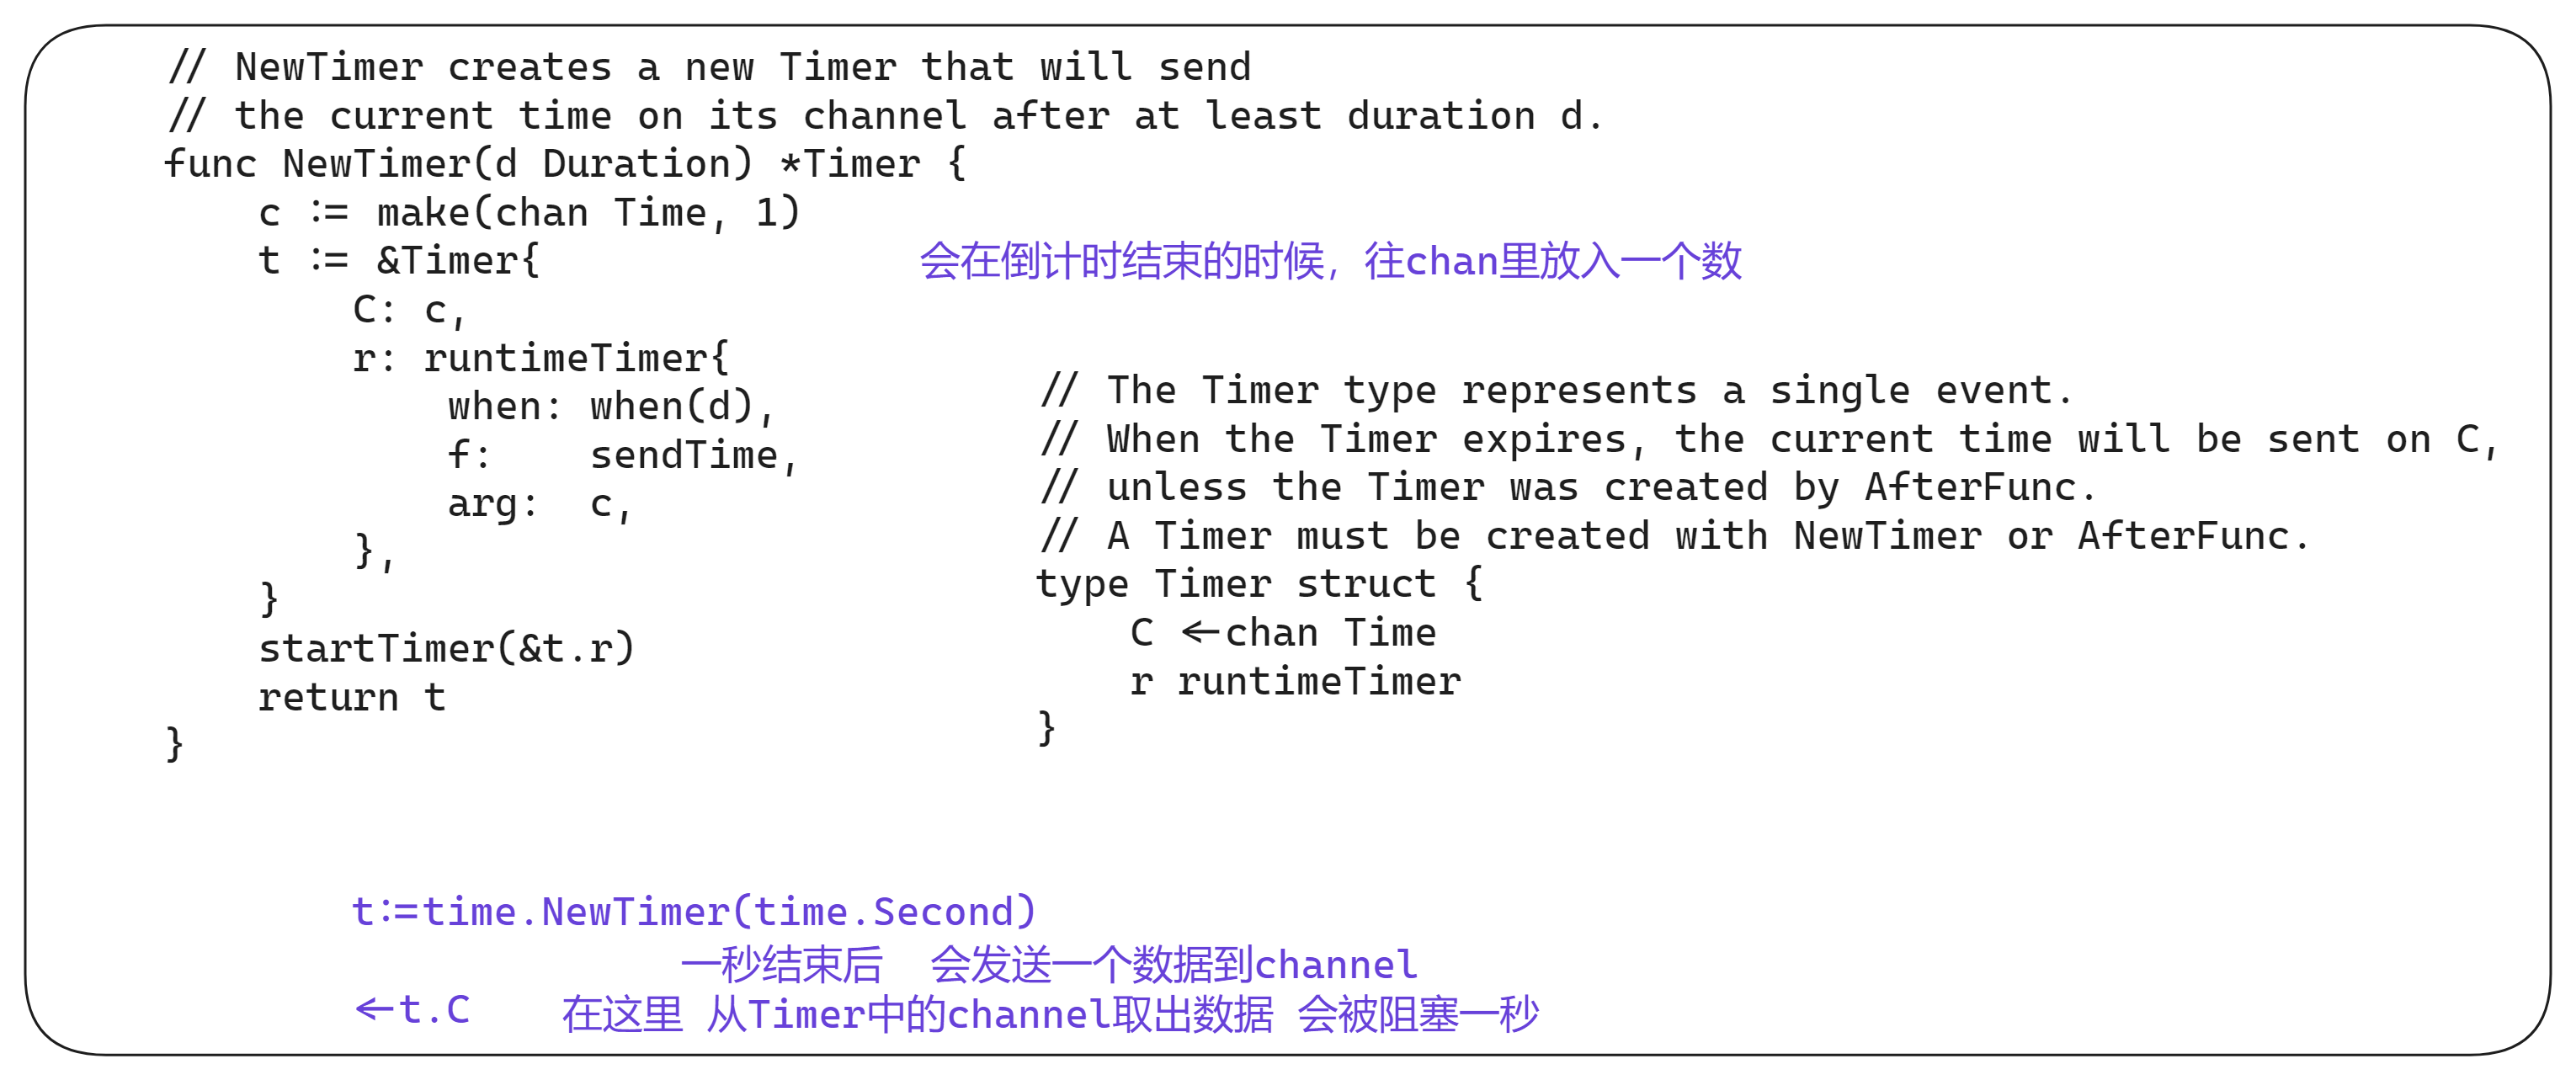 // NewTimer creates a new Timer that will send
// the current time on its channel after at least duration d.
func NewTimer(d Duration) *Timer {
    c := make(chan Time, 1)
    t := &Timer{
        C: c,
        r: runtimeTimer{
            when: when(d),
            f:    sendTime,
            arg:  c,
        },
    }
    startTimer(&t.r)
    return t
}
会在倒计时结束的时候，往chan里放入一个数
// The Timer type represents a single event.
// When the Timer expires, the current time will be sent on C,
// unless the Timer was created by AfterFunc.
// A Timer must be created with NewTimer or AfterFunc.
type Timer struct {
    C <-chan Time
    r runtimeTimer
}
t:=time.NewTimer(time.Second)
一秒结束后  会发送一个数据到channel
<-t.C    在这里 从Timer中的channel取出数据 会被阻塞一秒